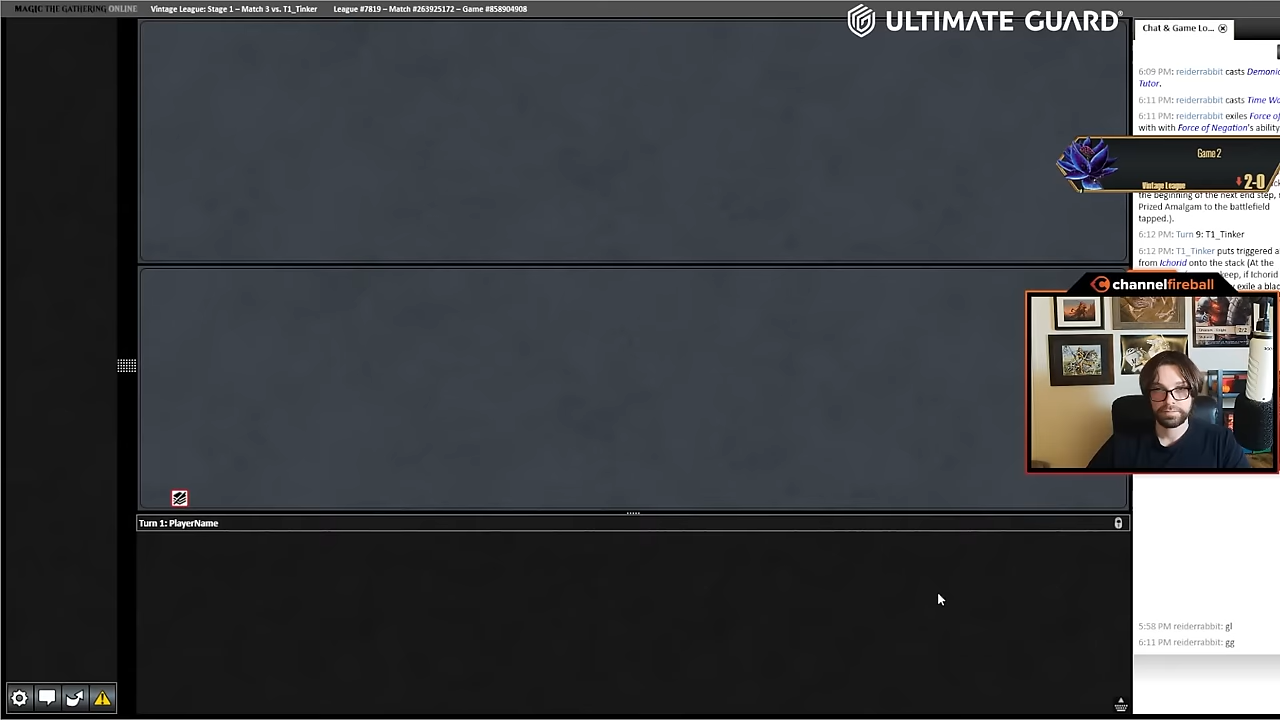 MAGIC THE GATHERING ONLINE
Vintage League: Stage 1 – Match 3 vs. T1_Tinker League #7819 – Match #263925172 – Game #858904908
ULTIMATE GUARD
Chat & Game Lo...
6:09 PM: reiderrabbit casts Demonic
Tutor.
6:11 PM: reiderrabbit casts Time
6:11 PM: reiderrabbit exiles Force of
with with Force of Negation's ability
Game 2
Vintage League 2-0
the beginning of the next end step,
Prized Amalgam to the battlefield
tapped.).
6:12 PM: Turn 9: T1_Tinker
6:12 PM: T1_Tinker puts triggered
from Ichorid onto the stack (At the
keep, if Ichorid
exile a
channelfireball
Turn 1: PlayerName
5:58 PM reiderrabbit: gl
6:11 PM reiderrabbit: gg